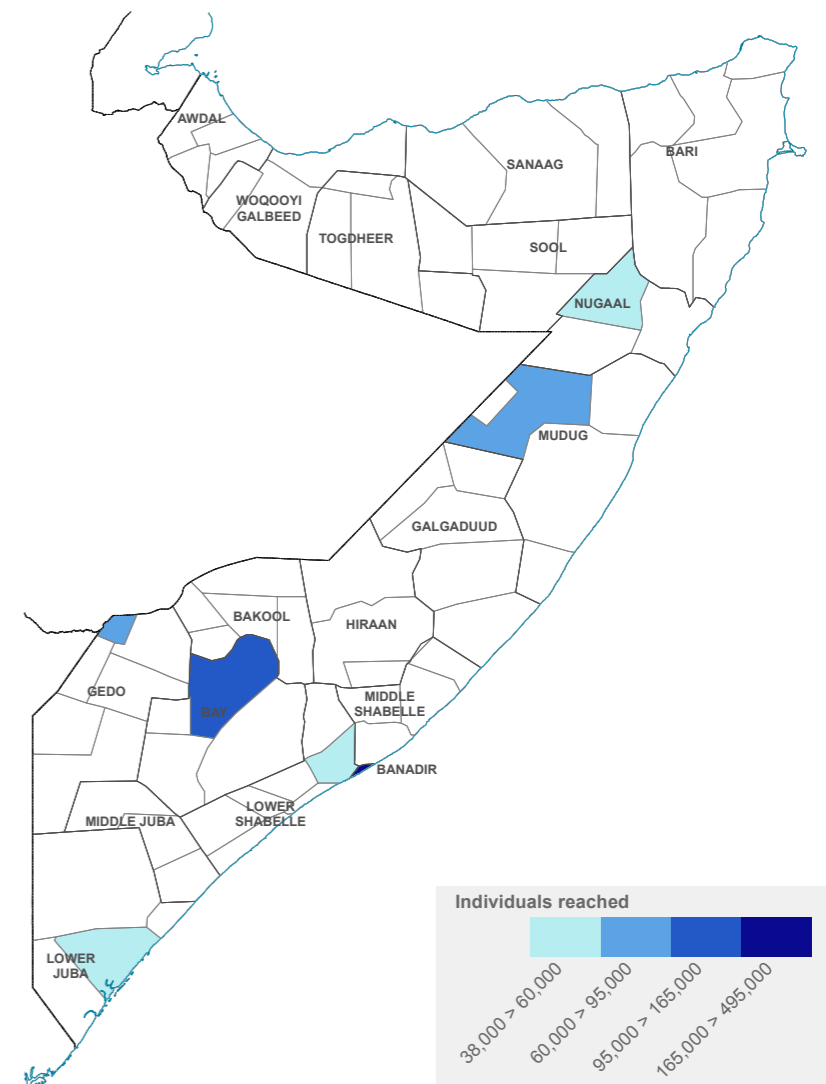 AWDAL
SANAAG
BARI
WOQOOYI
GALBEED
TOGDHEER
SOOL
NUGAAL
MUDUG
GALGADUUD
BAKOOL
HIRAAN
GEDO
BAY
MIDDLE
SHABELLE
BANADIR
MIDDLE JUBA
LOWER
SHABELLE
LOWER
JUBA
Individuals reached
38,000 > 60,000
60,000 > 95,000
95,000 > 165,000
165,000 > 495,000